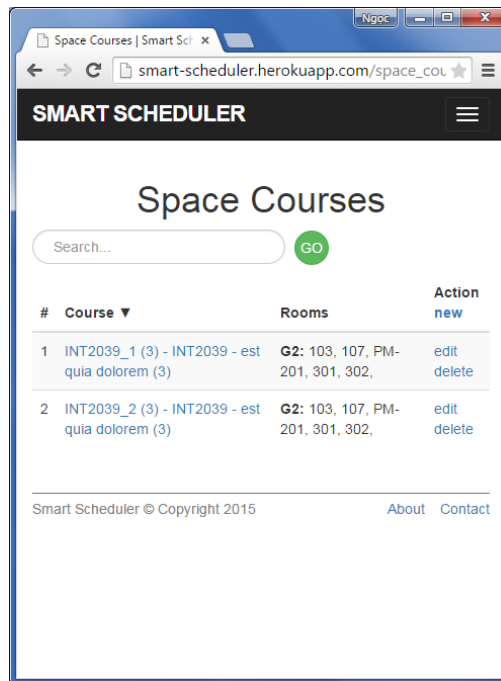 Ngoc
Space Courses | Smart Sch
smart-scheduler.herokuapp.com/space_cou
SMART SCHEDULER
Space Courses
Search...
GO
# Course ▼ Rooms Action
new
1 INT2039_1 (3) - INT2039 - est G2: 103, 107, PM- edit
quia dolorem (3) 201, 301, 302, delete
2 INT2039_2 (3) - INT2039 - est G2: 103, 107, PM- edit
quia dolorem (3) 201, 301, 302, delete
Smart Scheduler © Copyright 2015 About Contact